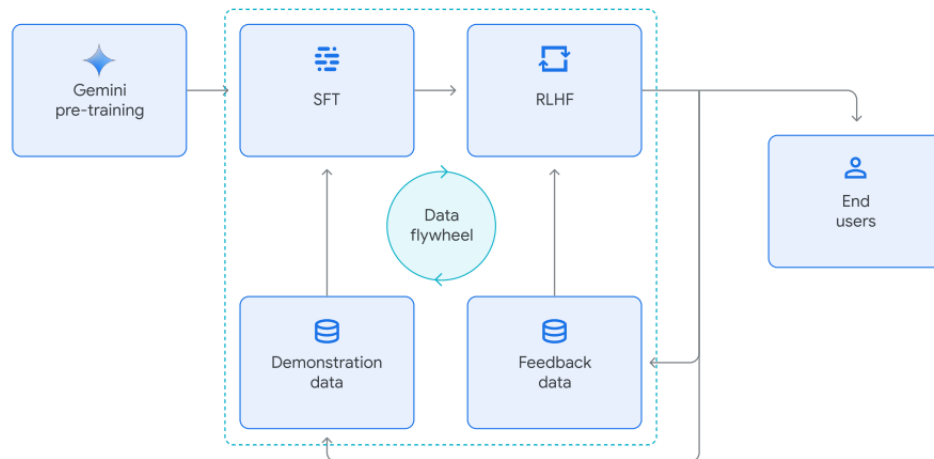 Gemini
pre-training
SFT
RLHF
End
users
Data
flywheel
Demonstration
data
Feedback
data